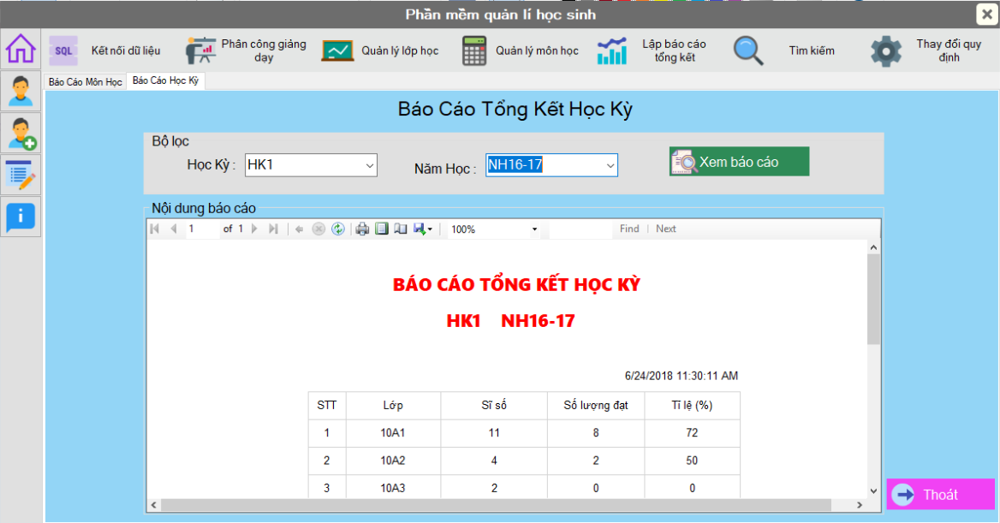 Phần mềm quản lí học sinh
SQL Kết nối dữ liệu
Phân công giảng dạy
Quản lý lớp học
Quản lý môn học
Lập báo cáo tổng kết
Tìm kiếm
Thay đổi quy định
Báo Cáo Môn Học Báo Cáo Học Kỳ
Báo Cáo Tổng Kết Học Kỳ
Bộ lọc
Học Kỳ : HK1 Năm Học : NH16-17 Xem báo cáo
Nội dung báo cáo
1 of 1 100% Find | Next
BÁO CÁO TỔNG KẾT HỌC KỲ
HK1 NH16-17
6/24/2018 11:30:11 AM
STT Lớp Sĩ số Số lượng đạt Tỉ lệ (%)
1 10A1 11 8 72
2 10A2 4 2 50
3 10A3 2 0 0
Thoát